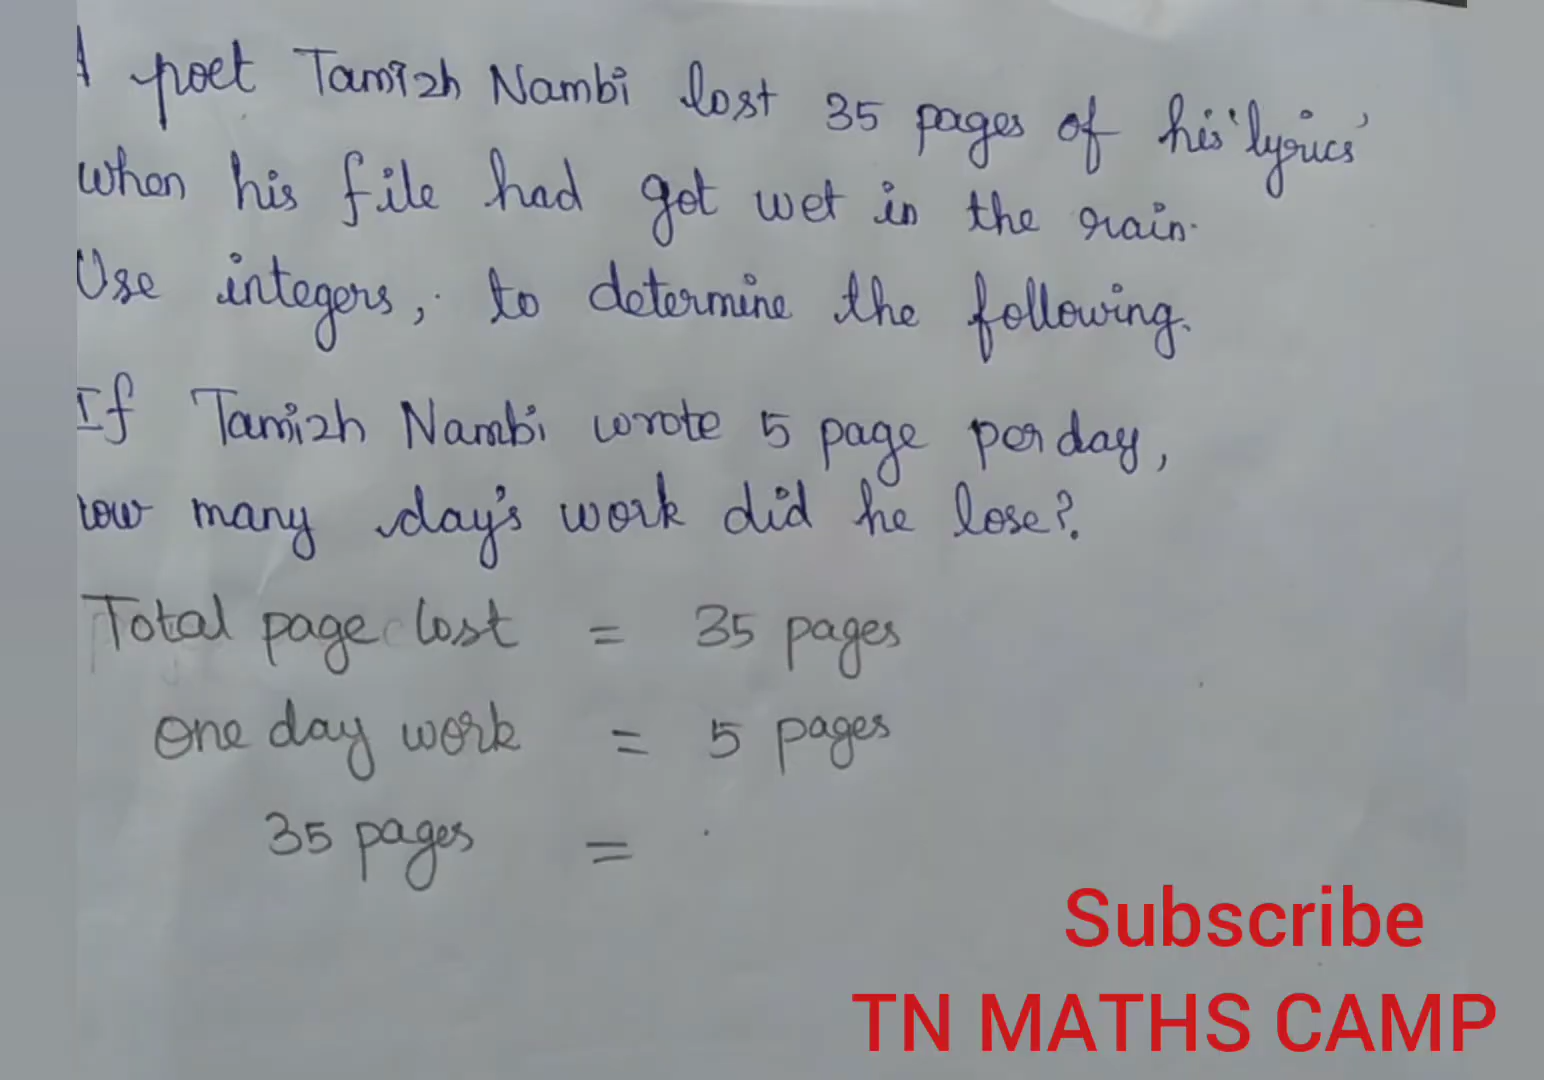 A poet Tamizh Nambi lost 35 pages of his 'lyrics'
when his file had got wet in the rain.
Use integers, to determine the following.
If Tamizh Nambi wrote 5 page per day,
how many day's work did he lose?.
Total page lost = 35 pages
One day work = 5 pages
35 pages =
Subscribe
TN MATHS CAMP